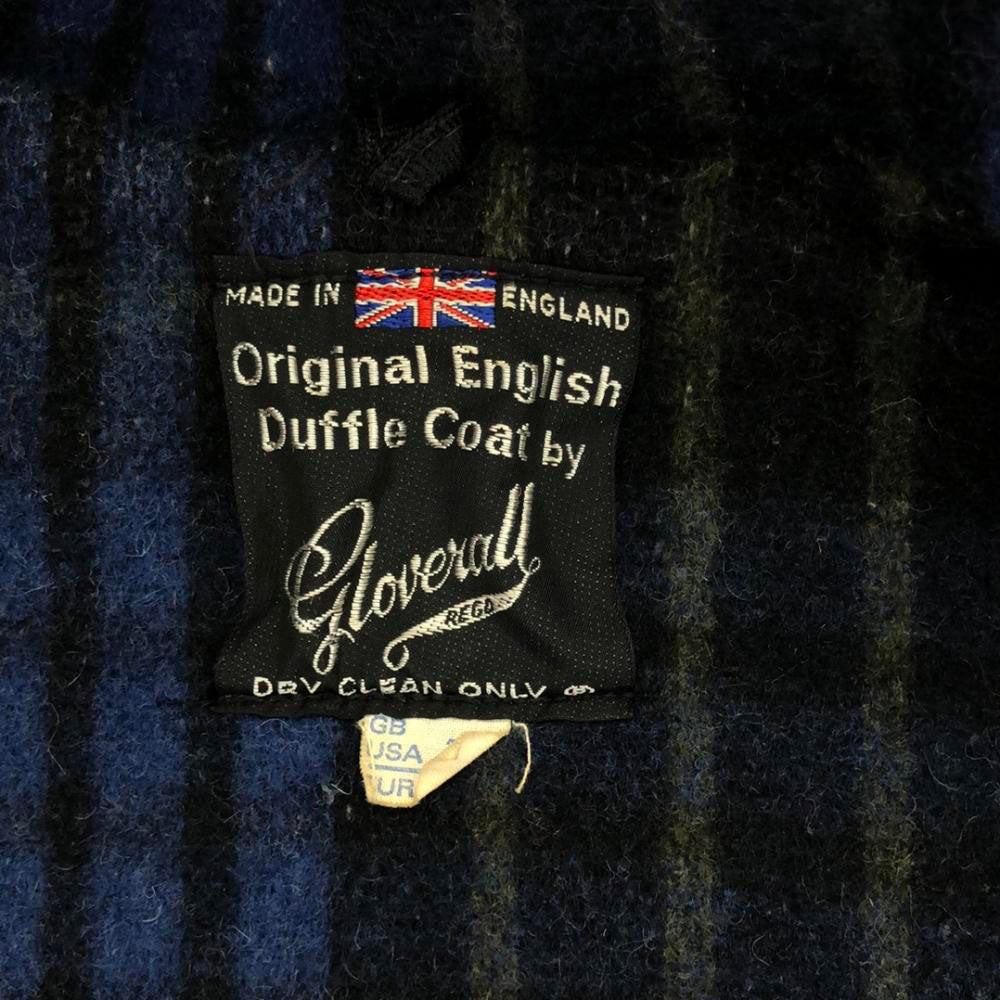 MADE IN ENGLAND
Original English
Duffle Coat by
Gloverall
REGD
DRY CLEAN ONLY
GB
USA
EUR